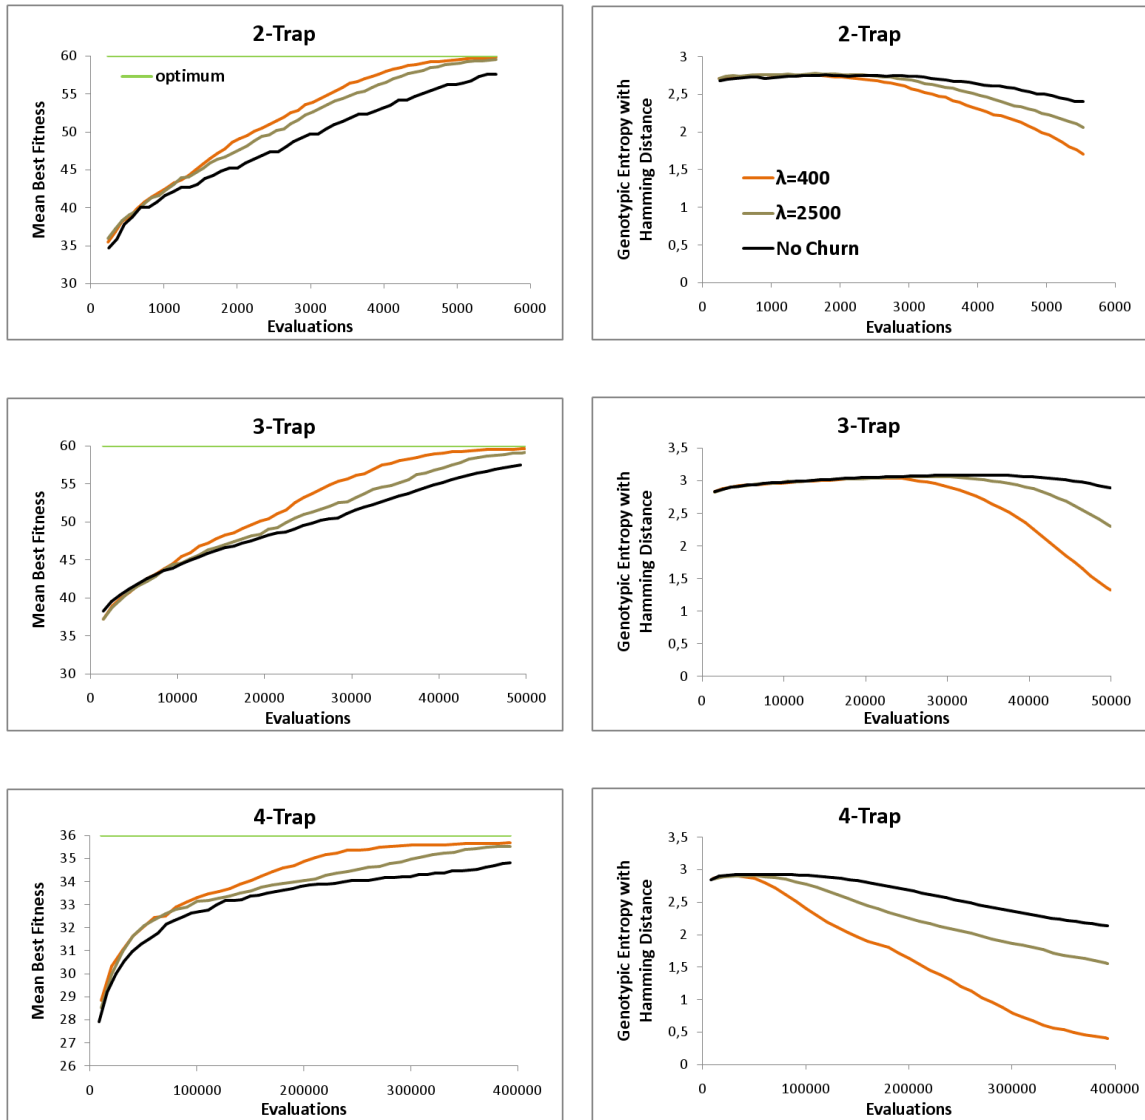 2-Trap
Mean Best Fitness
60
55
50
45
40
35
30
optimum
0 1000 2000 3000 4000 5000 6000
Evaluations
2-Trap
Genotypic Entropy with
Hamming Distance
3
2,5
2
1,5
1
0,5
0
λ=400
λ=2500
No Churn
0 1000 2000 3000 4000 5000 6000
Evaluations
3-Trap
Mean Best Fitness
60
55
50
45
40
35
30
0 10000 20000 30000 40000 50000
Evaluations
3-Trap
Genotypic Entropy with
Hamming Distance
3,5
3
2,5
2
1,5
1
0,5
0
0 10000 20000 30000 40000 50000
Evaluations
4-Trap
Mean Best Fitness
36
35
34
33
32
31
30
29
28
27
26
0 100000 200000 300000 400000
Evaluations
4-Trap
Genotypic Entropy with
Hamming Distance
3,5
3
2,5
2
1,5
1
0,5
0
0 100000 200000 300000 400000
Evaluations